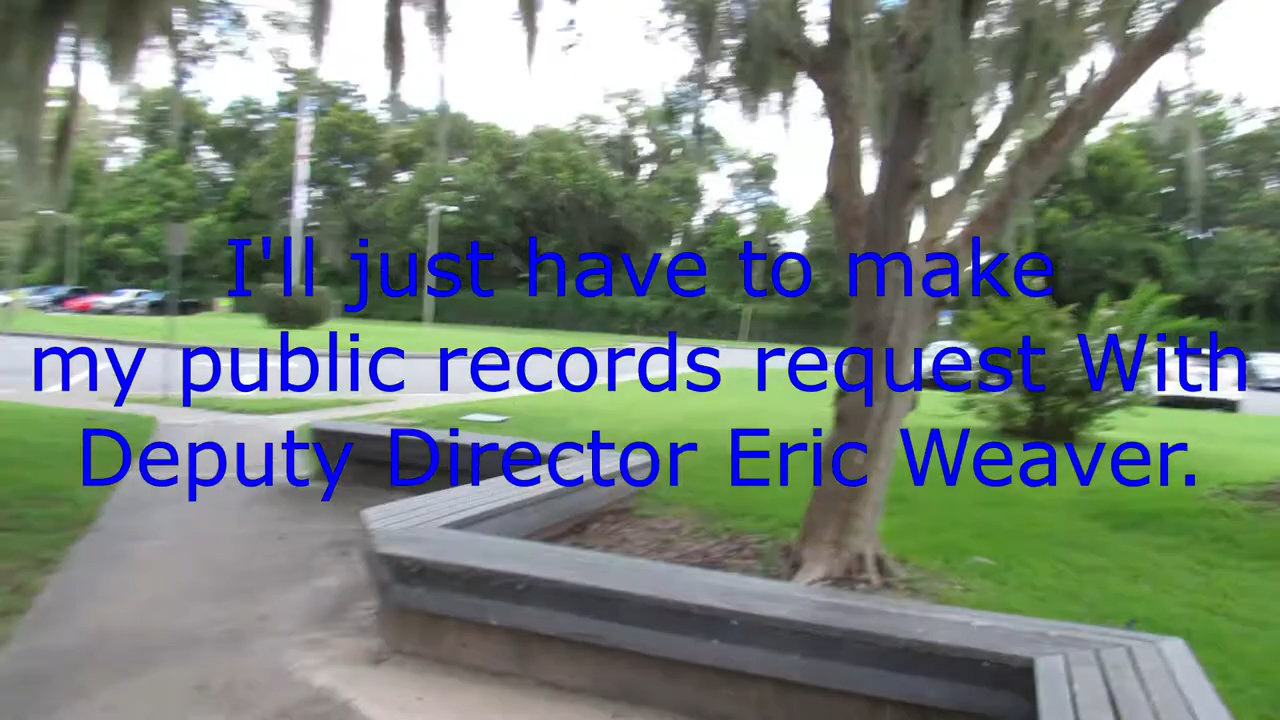 I'll just have to make
my public records request With
Deputy Director Eric Weaver.